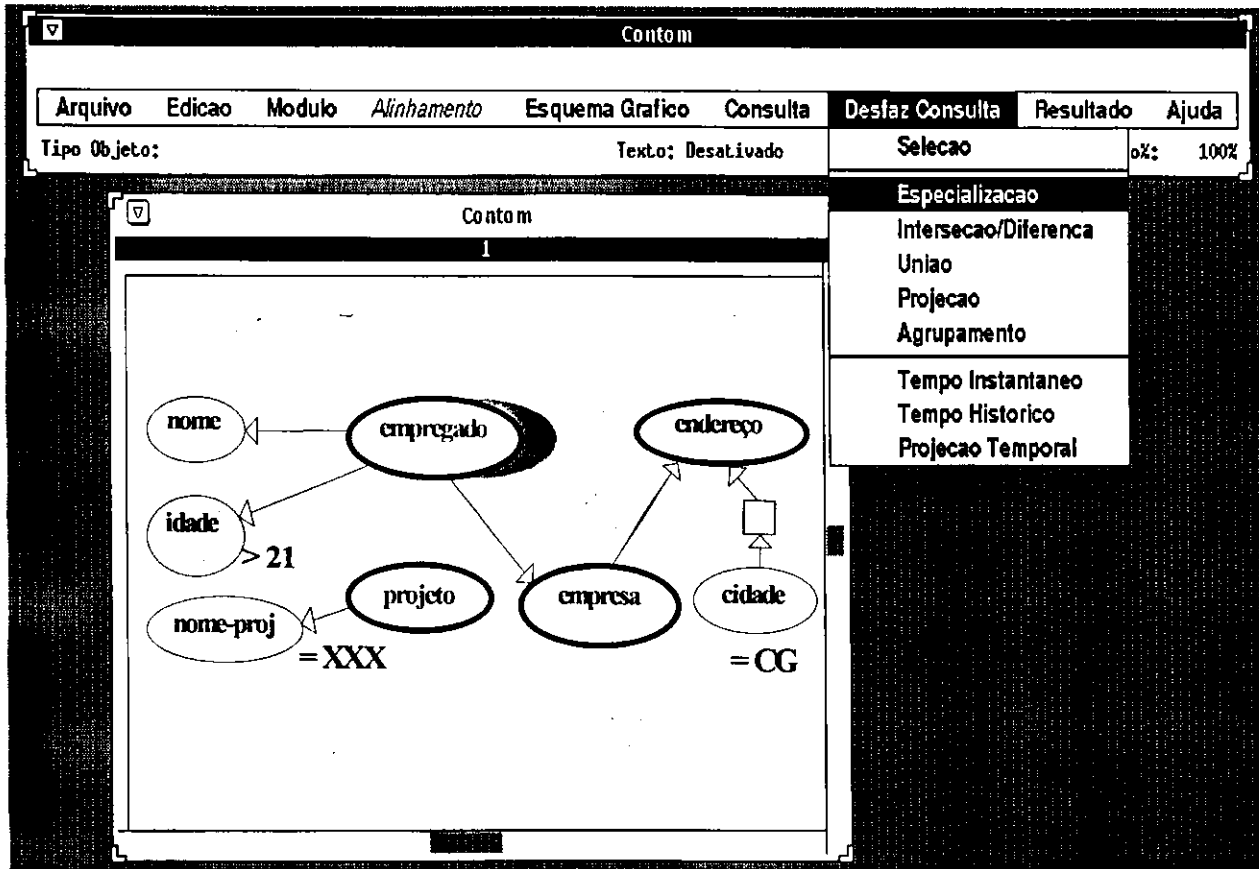 Contom
Arquivo Edicao Modulo Alinhamento Esquema Grafico Consulta Desfaz Consulta Resultado Ajuda
Tipo Objeto: Texto: Desativado o%: 100%
Selecao
Especializacao
Intersecao/Diferenca
Uniao
Projecao
Agrupamento
Tempo Instantaneo
Tempo Historico
Projecao Temporal
Contom
1
nome empregado endereço
idade
> 21
projeto empresa cidade
nome-proj
= XXX = CG